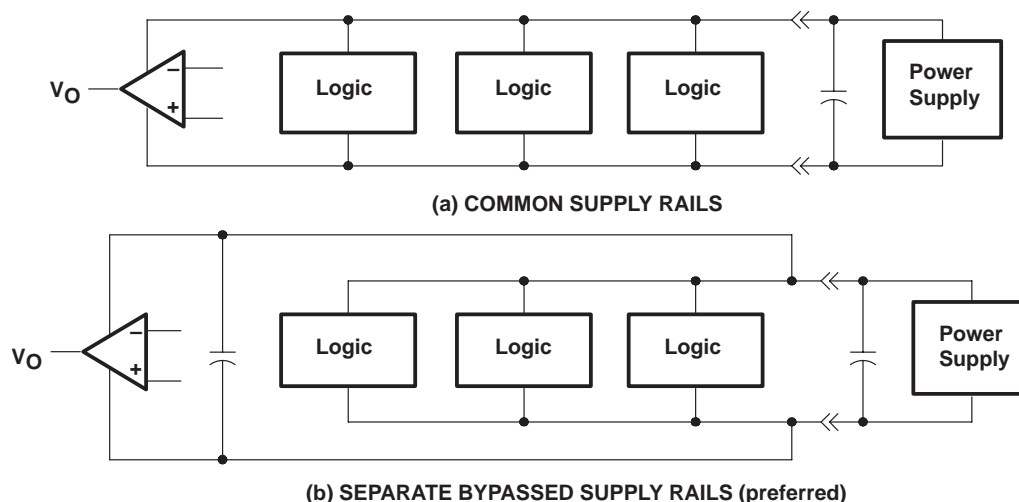 Logic
Logic
Logic
Power
Supply
VO
−
+
(a) COMMON SUPPLY RAILS
Logic
Logic
Logic
Power
Supply
VO
−
+
(b) SEPARATE BYPASSED SUPPLY RAILS (preferred)